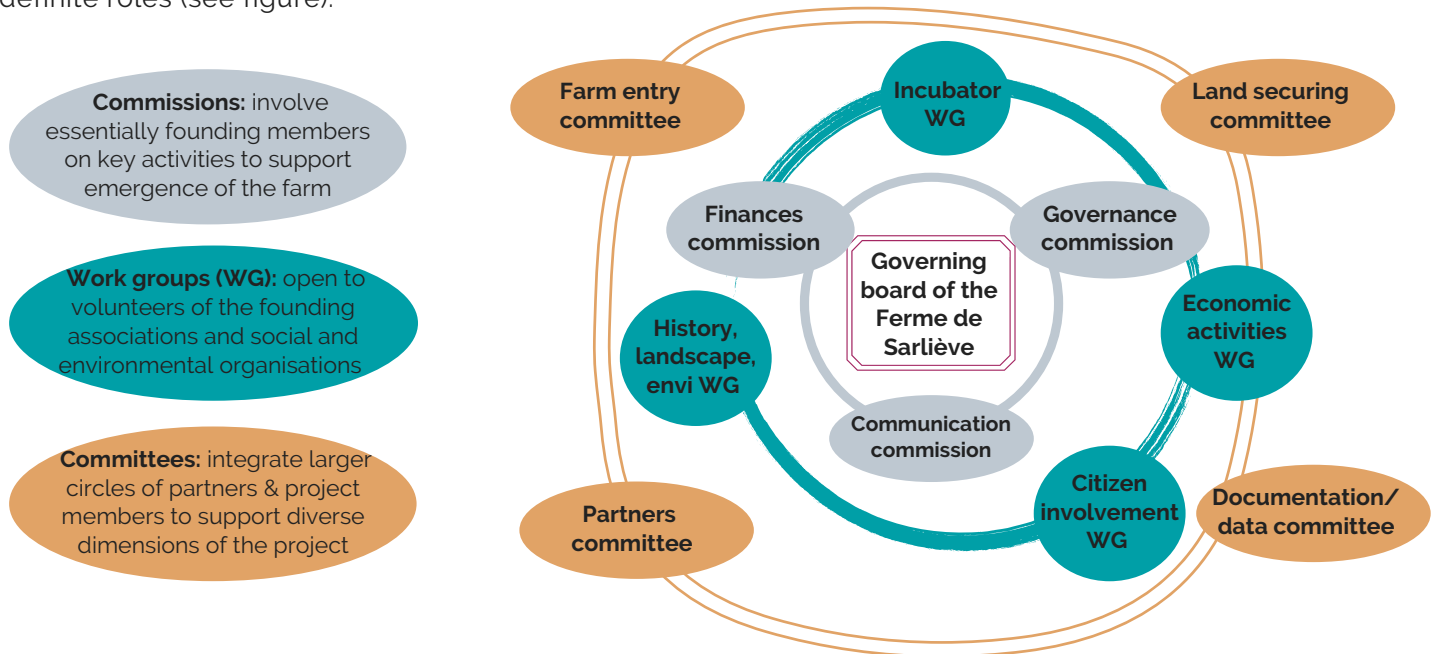 definite roles (see figure).
Commissions: involve
essentially founding members
on key activities to support
emergence of the farm
Work groups (WG): open to
volunteers of the founding
associations and social and
environmental organisations
Committees: integrate larger
circles of partners & project
members to support diverse
dimensions of the project
Farm entry
committee
Incubator
WG
Land securing
committee
Finances
commission
Governance
commission
Governing
board of the
Ferme de
Sarliève
History,
landscape,
envi WG
Economic
activities
WG
Communication
commission
Partners
committee
Citizen
involvement
WG
Documentation/
data committee